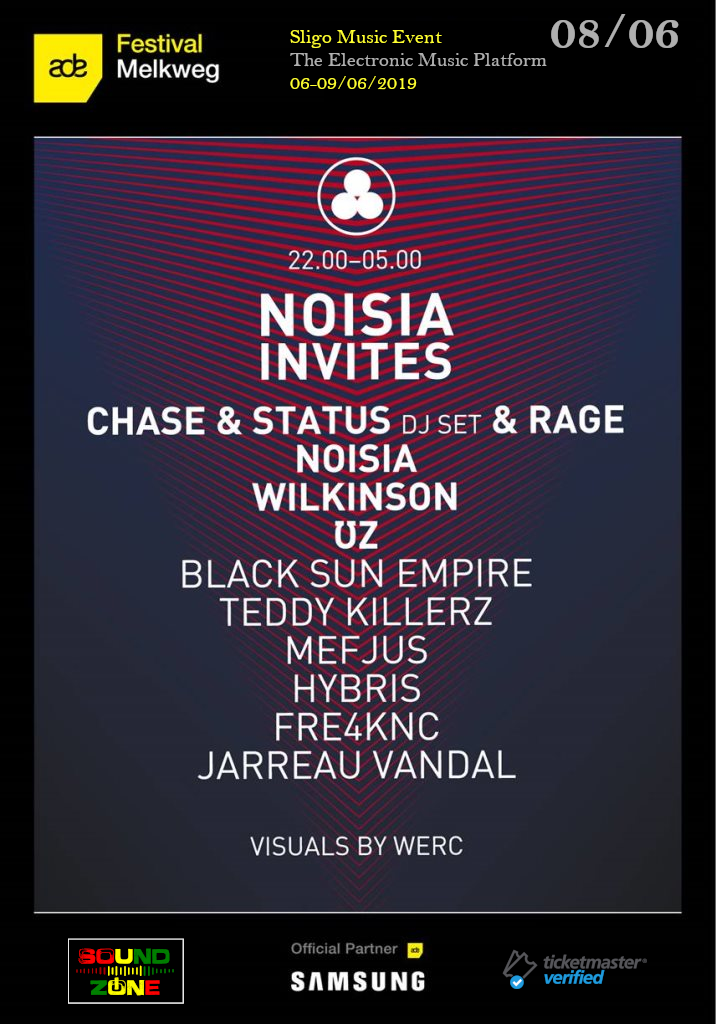 ade
Festival
Melkweg
Sligo Music Event
The Electronic Music Platform
06-09/06/2019
08/06
22.00–05.00
NOISIA
INVITES
CHASE & STATUS DJ SET & RAGE
NOISIA
WILKINSON
ƱZ
BLACK SUN EMPIRE
TEDDY KILLERZ
MEFJUS
HYBRIS
FRE4KNC
JARREAU VANDAL
VISUALS BY WERC
SOUND
ZONE
Official Partner ade
SAMSUNG
ticketmaster®
verified